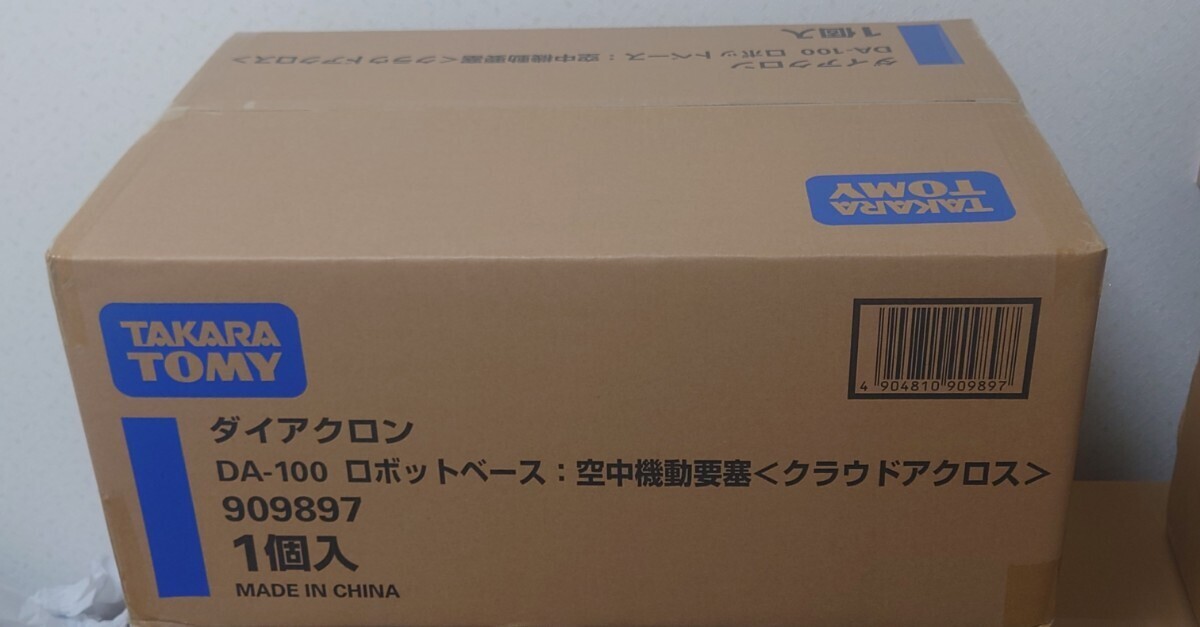 1個入
DA-100 ロボットベース：空中機動要塞＜クラウドアクロス＞
ダイアクロン
TAKARA
TOMY
TAKARA
TOMY
4 904810 909897
ダイアクロン
DA-100 ロボットベース：空中機動要塞＜クラウドアクロス＞
909897
1個入
MADE IN CHINA